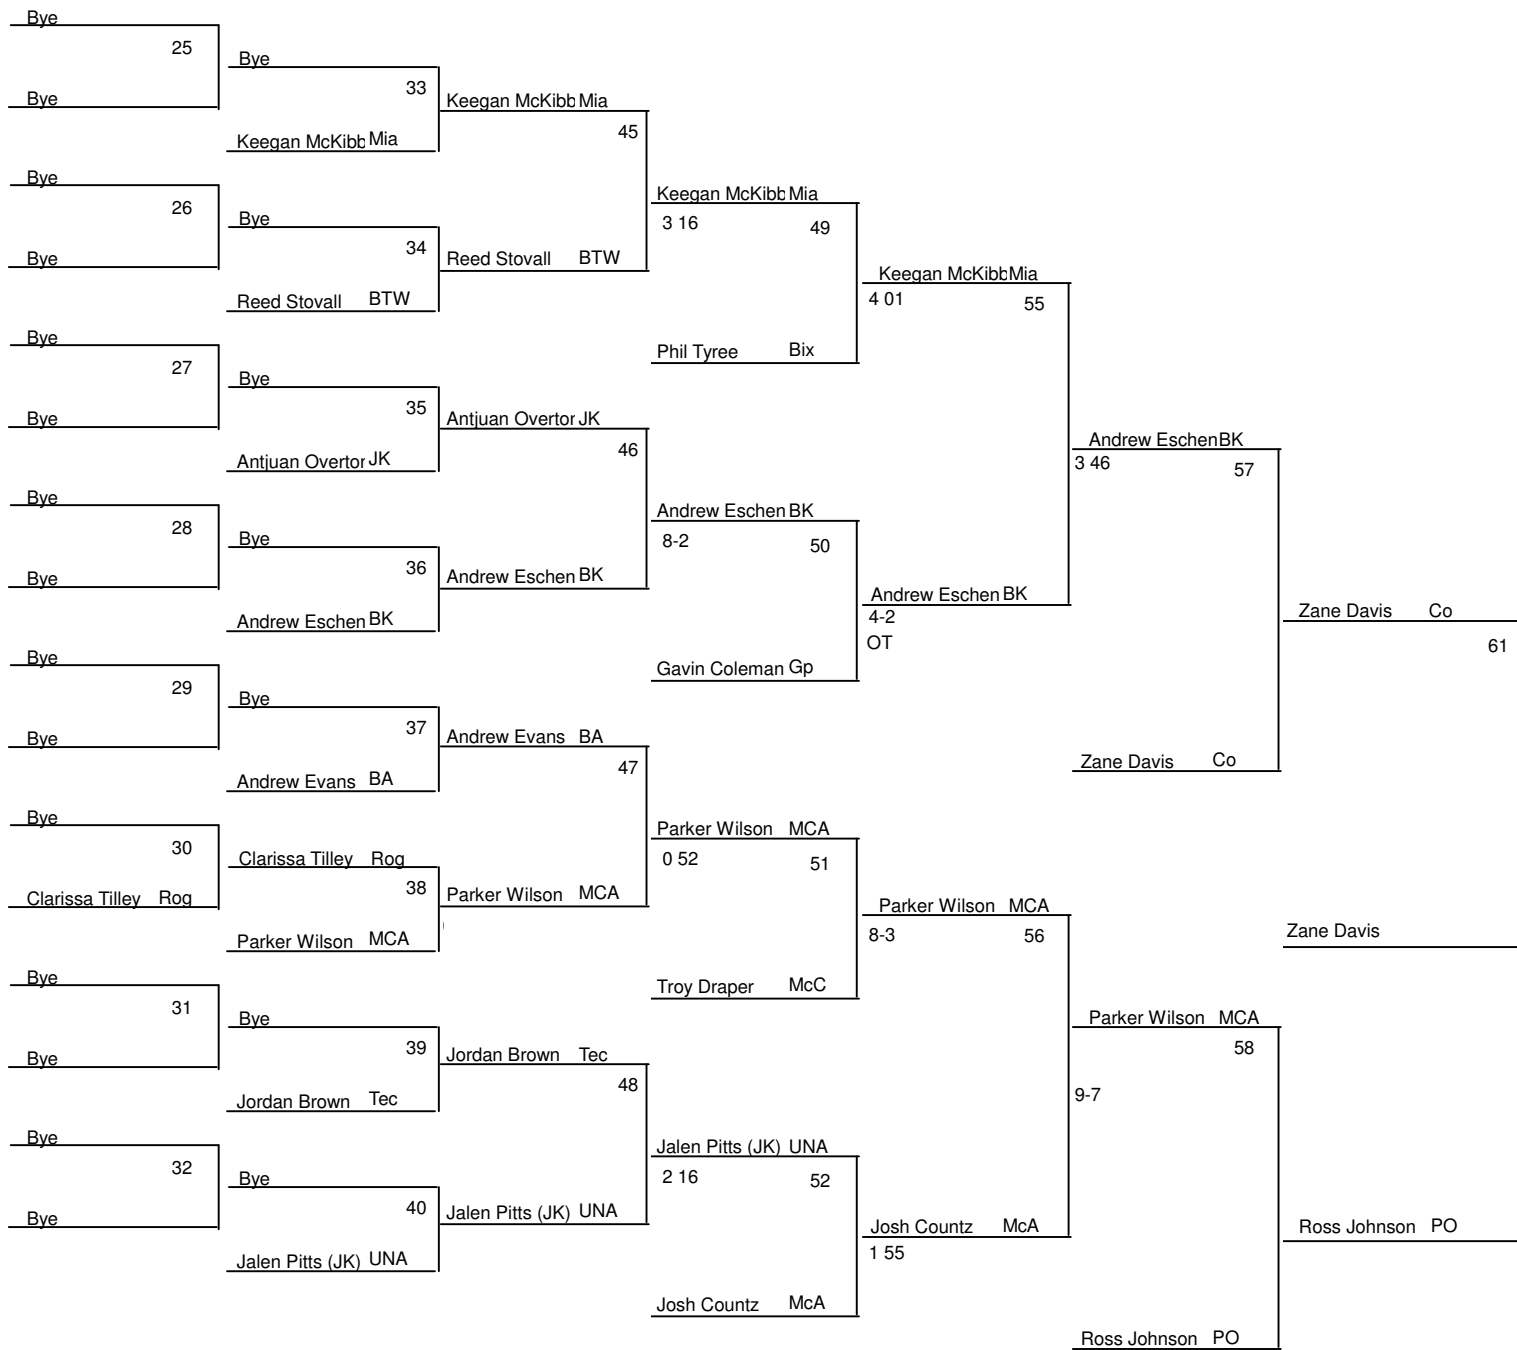 Bye
25
Bye
Bye
33
Keegan McKibb Mia
Bye
45
Keegan McKibb Mia
Bye
Keegan McKibb Mia
26
Bye
3 16
49
34
Reed Stovall BTW
Bye
Keegan McKibb Mia
Reed Stovall BTW
4 01
55
Bye
Phil Tyree Bix
27
Bye
35
Antjuan Overtor JK
Bye
Andrew Eschen BK
46
Antjuan Overtor JK
3 46
57
Bye
Andrew Eschen BK
28
Bye
8-2
50
36
Andrew Eschen BK
Bye
Andrew Eschen BK
Andrew Eschen BK
4-2
Zane Davis Co
OT
61
Bye
Gavin Coleman Gp
29
Bye
37
Andrew Evans BA
Bye
Zane Davis Co
47
Andrew Evans BA
Bye
Parker Wilson MCA
30
Clarissa Tilley Rog
0 52
51
38
Parker Wilson MCA
Clarissa Tilley Rog
Parker Wilson MCA
Parker Wilson MCA
8-3
56
Zane Davis
Bye
Troy Draper McC
31
Bye
Parker Wilson MCA
39
58
Jordan Brown Tec
Bye
48
Jordan Brown Tec
9-7
Bye
Jalen Pitts (JK) UNA
32
Bye
2 16
52
40
Jalen Pitts (JK) UNA
Bye
Josh Countz McA
Ross Johnson PO
1 55
Jalen Pitts (JK) UNA
Josh Countz McA
Ross Johnson PO